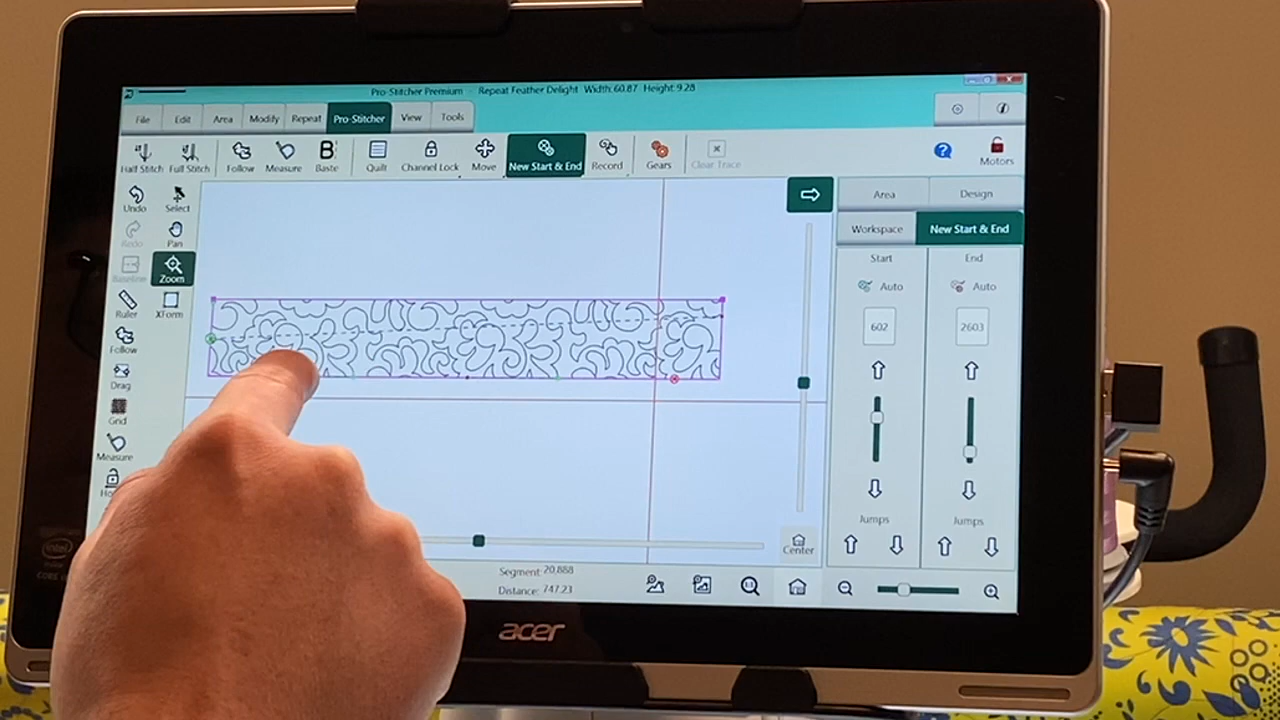 Pro-Stitcher Premium - Repeat Feather Delight Width:60.87 Height:9.28
File Edit Area Modify Repeat Pro-Stitcher View Tools
Half Stitch Full Stitch Follow Measure Baste Quilt Channel Lock Move New Start & End Record Gears Clear Trace Motors
Undo Select
Redo Pan
Baseline Zoom
Ruler XForm
Follow
Drag
Grid
Measure
Area Design
Workspace New Start & End
Start End
Auto Auto
602 2603
Jumps Jumps
Center
Segment: 20.888
Distance: 747.23
acer
intel